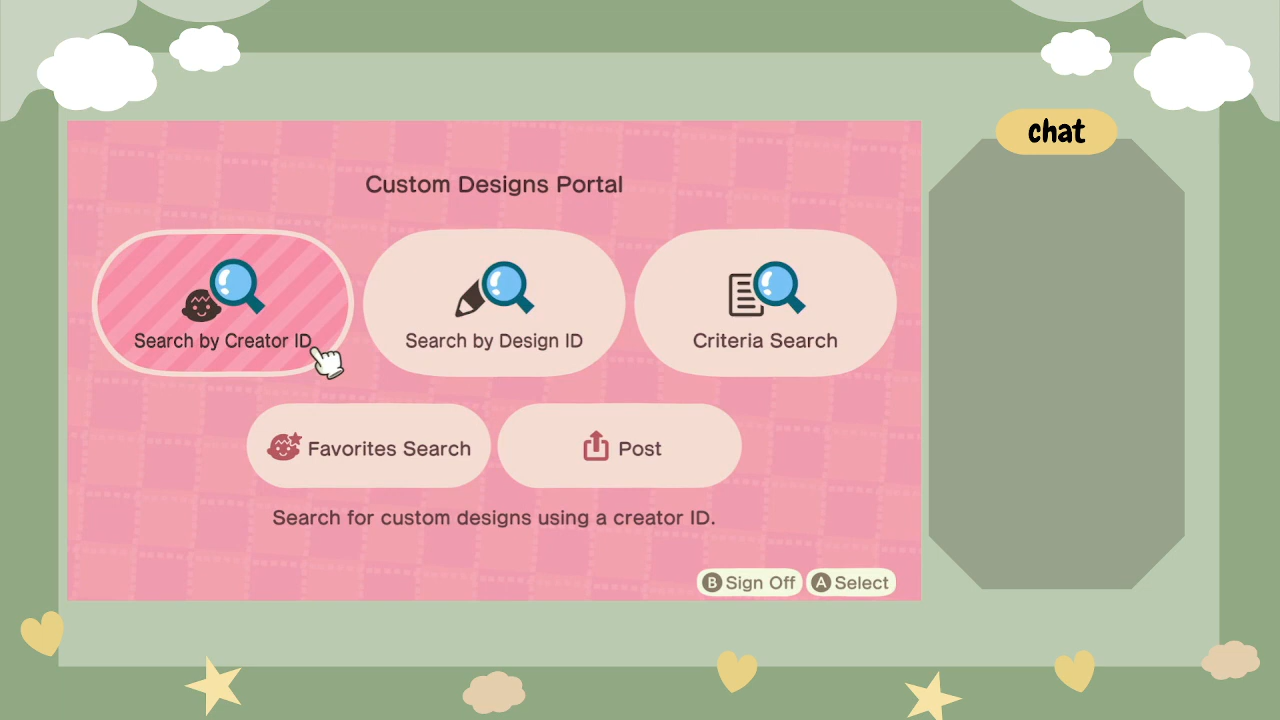 chat
Custom Designs Portal
Search by Creator ID
Search by Design ID
Criteria Search
Favorites Search
Post
Search for custom designs using a creator ID.
B Sign Off
A Select